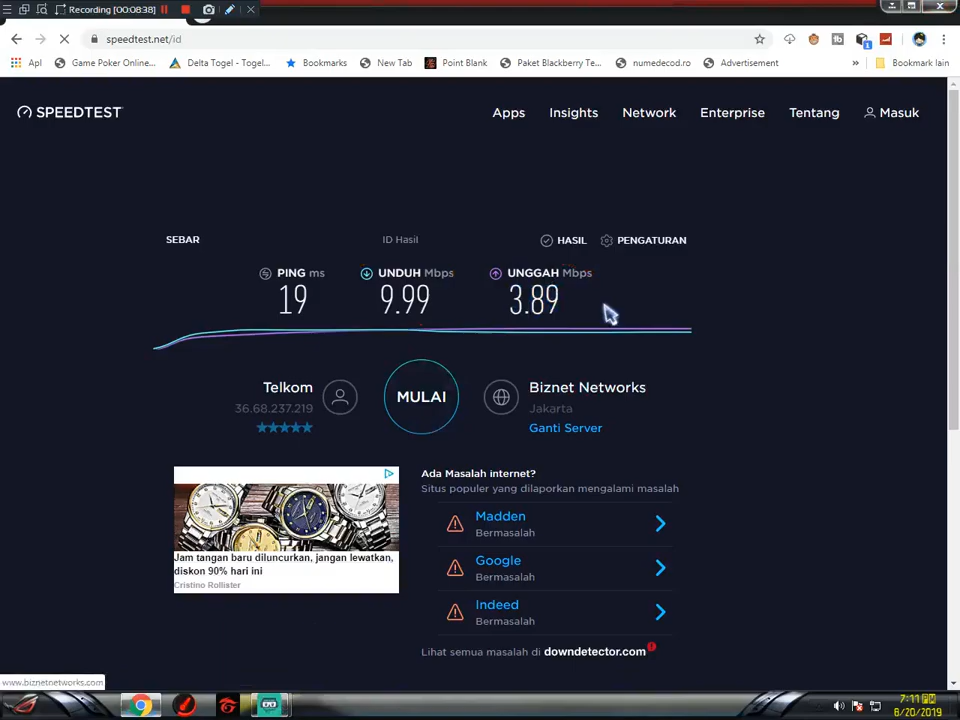 Recording [00:08:38]
speedtest.net/id
Apl
Game Poker Online...
Delta Togel - Togel...
Bookmarks
New Tab
Point Blank
Paket Blackberry Te...
numedecod.ro
Advertisement
»
Bookmark lain
SPEEDTEST
Apps
Insights
Network
Enterprise
Tentang
Masuk
SEBAR
ID Hasil
HASIL
PENGATURAN
PING ms
UNDUH Mbps
UNGGAH Mbps
19
9.99
3.89
Telkom
36.68.237.219
MULAI
Biznet Networks
Jakarta
Ganti Server
Jam tangan baru diluncurkan, jangan lewatkan,
diskon 90% hari ini
Cristino Rollister
Ada Masalah internet?
Situs populer yang dilaporkan mengalami masalah
Madden
Bermasalah
Google
Bermasalah
Indeed
Bermasalah
Lihat semua masalah di downdetector.com
www.biznetnetworks.com
7:11 PM
8/20/2019